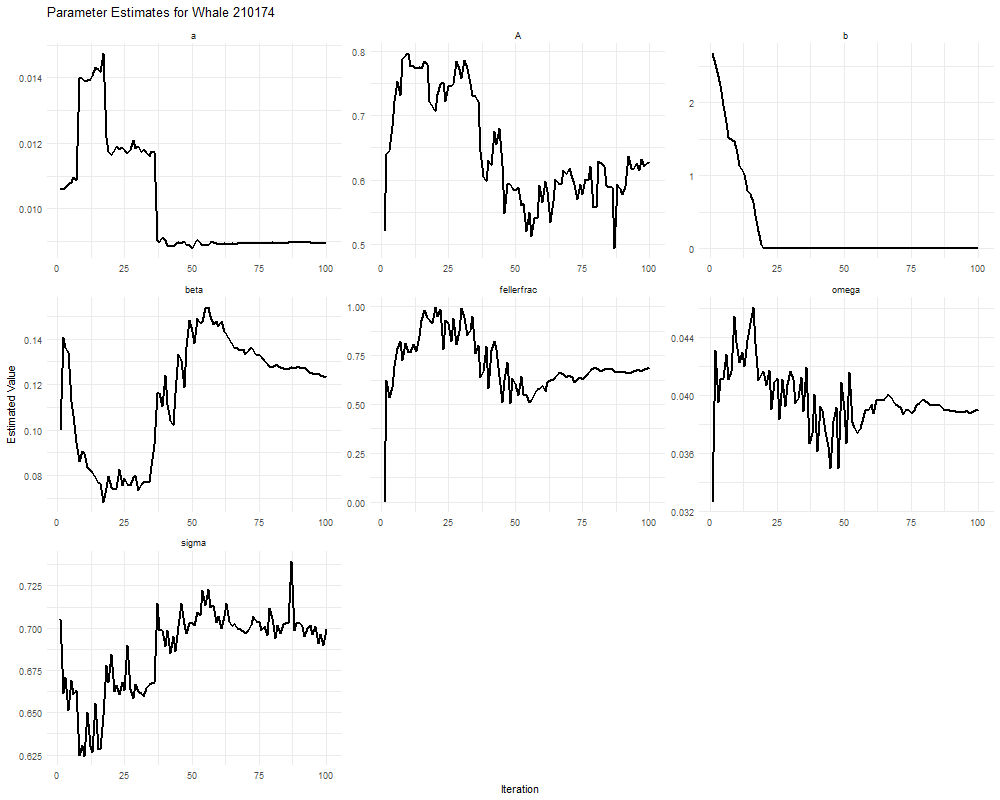 Parameter Estimates for Whale 210174
a
A
b
0.014
0.012
0.010
0.8
0.7
0.6
0.5
2
1
0
0 25 50 75 100
0 25 50 75 100
0 25 50 75 100
beta
fellerfrac
omega
0.14
0.12
0.10
0.08
1.00
0.75
0.50
0.25
0.00
0.044
0.040
0.036
0.032
0 25 50 75 100
0 25 50 75 100
0 25 50 75 100
sigma
0.725
0.700
0.675
0.650
0.625
0 25 50 75 100
Estimated Value
Iteration